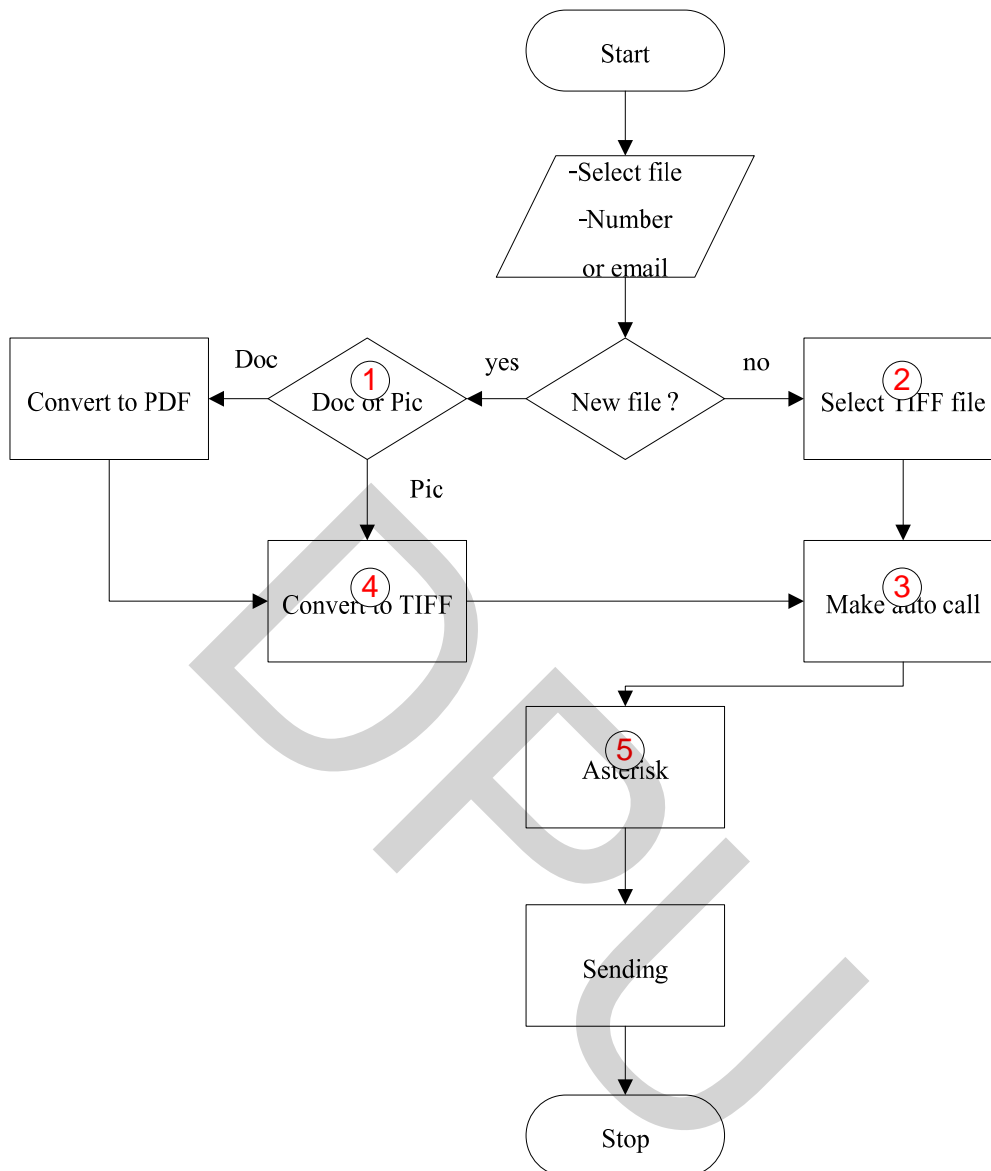 Start
-Select file
-Number
or email
Doc
yes
no
Convert to PDF
1
Doc or Pic
New file ?
2
Select TIFF file
Pic
4
Convert to TIFF
3
Make auto call
5
Asterisk
Sending
Stop
DPU